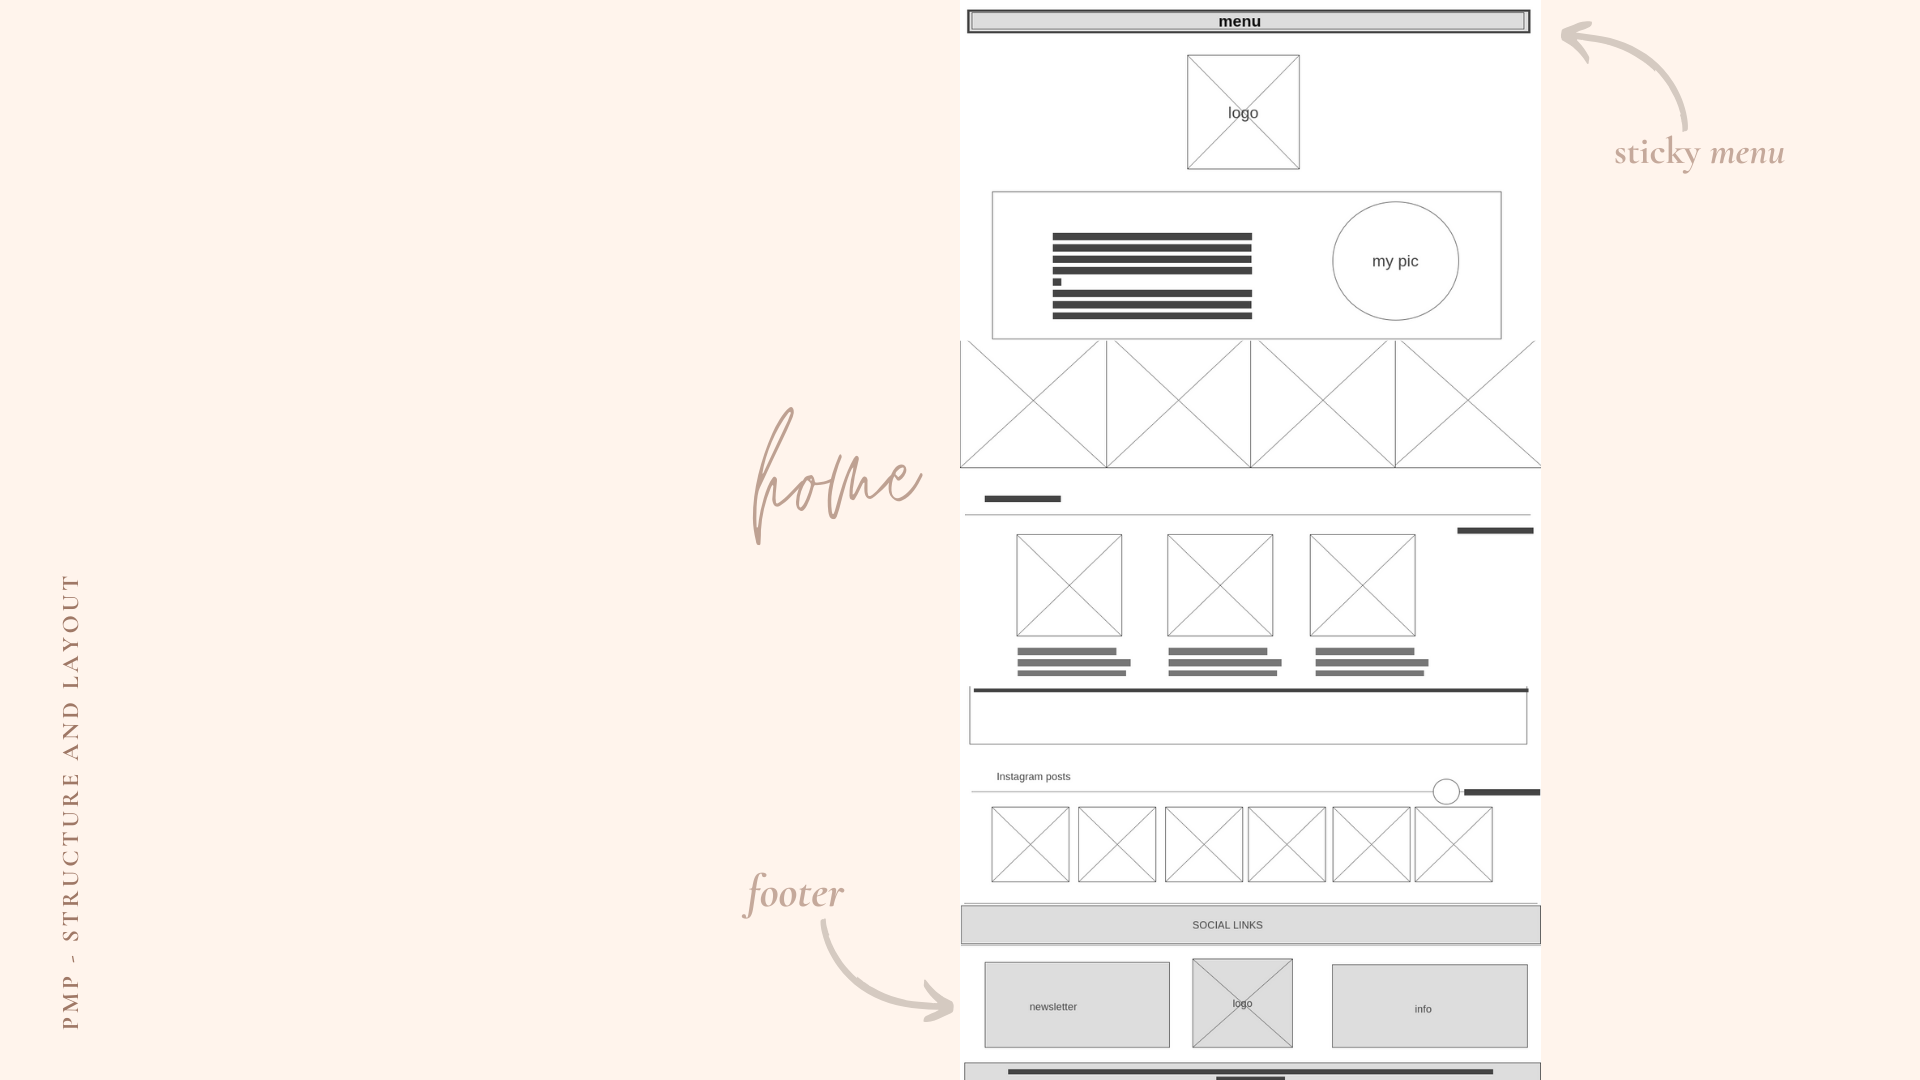 menu
logo
sticky menu
my pic
home
PMP - STRUCTURE AND LAYOUT
Instagram posts
footer
SOCIAL LINKS
newsletter
logo
info